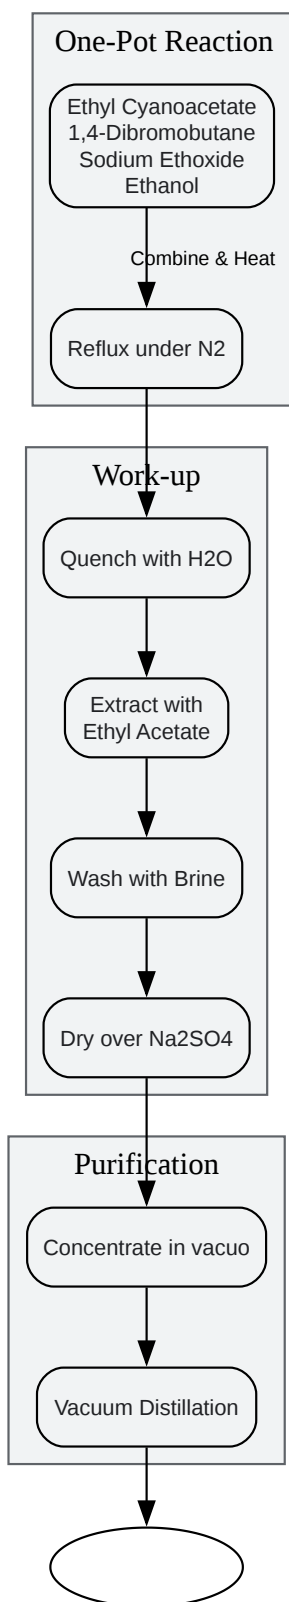 One-Pot Reaction
Ethyl Cyanoacetate
1,4-Dibromobutane
Sodium Ethoxide
Ethanol
Combine & Heat
Reflux under N2
Work-up
Quench with H2O
Extract with
Ethyl Acetate
Wash with Brine
Dry over Na2SO4
Purification
Concentrate in vacuo
Vacuum Distillation